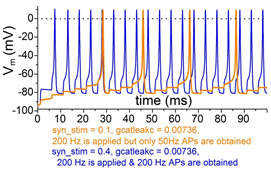 V_m (mV)
0
-20
-40
-60
-80
-100
0 10 20 30 40 50 60 70 80 90
time (ms)
syn_stim = 0.1, gcatleakc = 0.00736,
200 Hz is applied but only 50Hz APs are obtained
syn_stim = 0.4, gcatleakc = 0.00736,
200 Hz is applied & 200 Hz APs are obtained